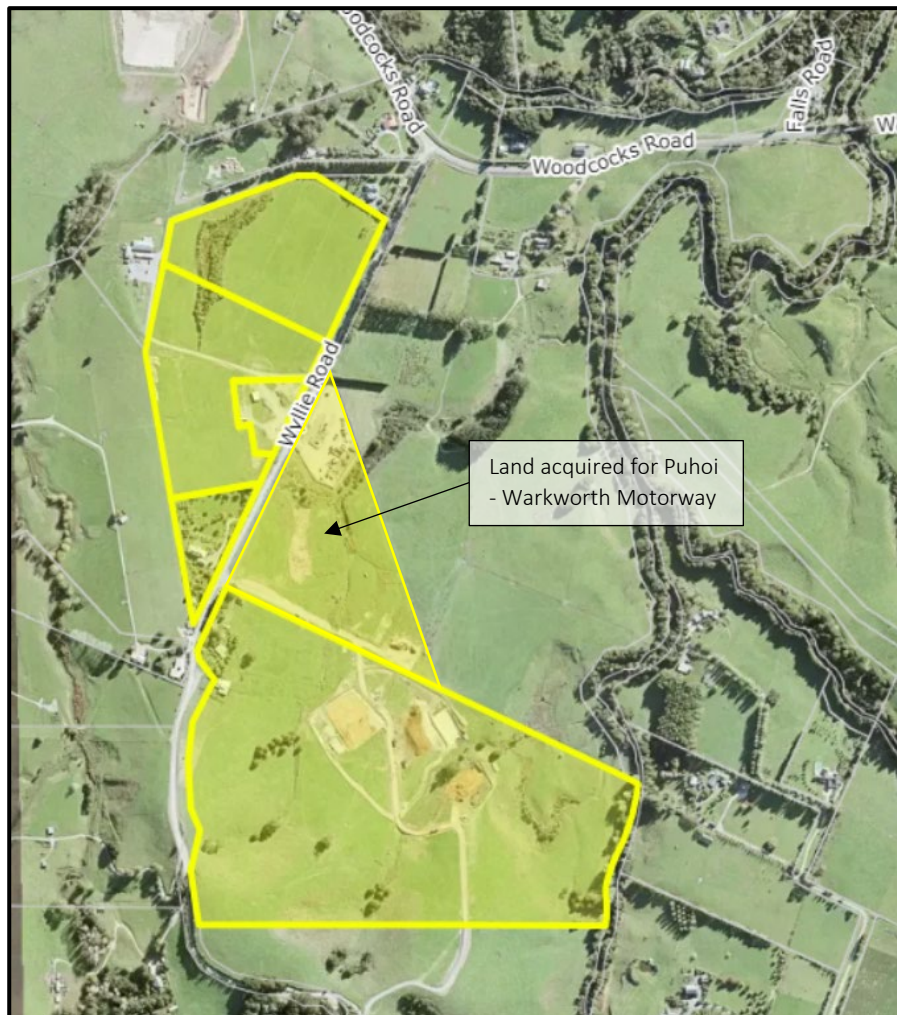 Woodcocks Road
Falls Road
Woodcocks Road
Wyllie Road
Land acquired for Puhoi
- Warkworth Motorway